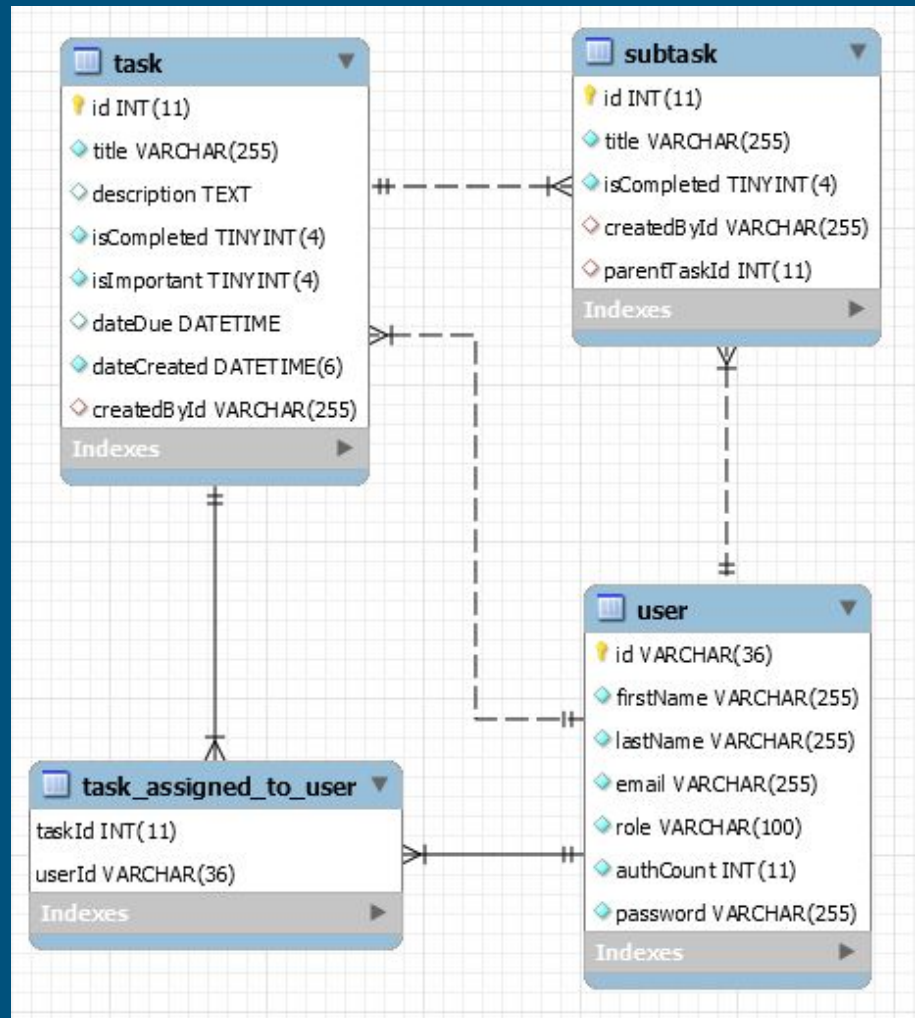 task
id INT(11)
title VARCHAR(255)
description TEXT
isCompleted TINYINT(4)
isImportant TINYINT(4)
dateDue DATETIME
dateCreated DATETIME(6)
createdById VARCHAR(255)
Indexes
subtask
id INT(11)
title VARCHAR(255)
isCompleted TINYINT(4)
createdById VARCHAR(255)
parentTaskId INT(11)
Indexes
task_assigned_to_user
taskId INT(11)
userId VARCHAR(36)
Indexes
user
id VARCHAR(36)
firstName VARCHAR(255)
lastName VARCHAR(255)
email VARCHAR(255)
role VARCHAR(100)
authCount INT(11)
password VARCHAR(255)
Indexes